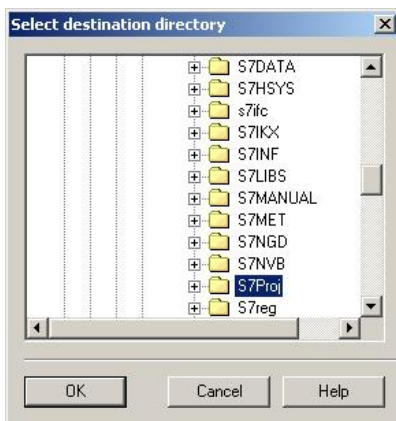 Select destination directory
S7DATA
S7HSYS
s7ifc
S7IKX
S7INF
S7LIBS
S7MANUAL
S7MET
S7NGD
S7NVB
S7Proj
S7reg
OK Cancel Help